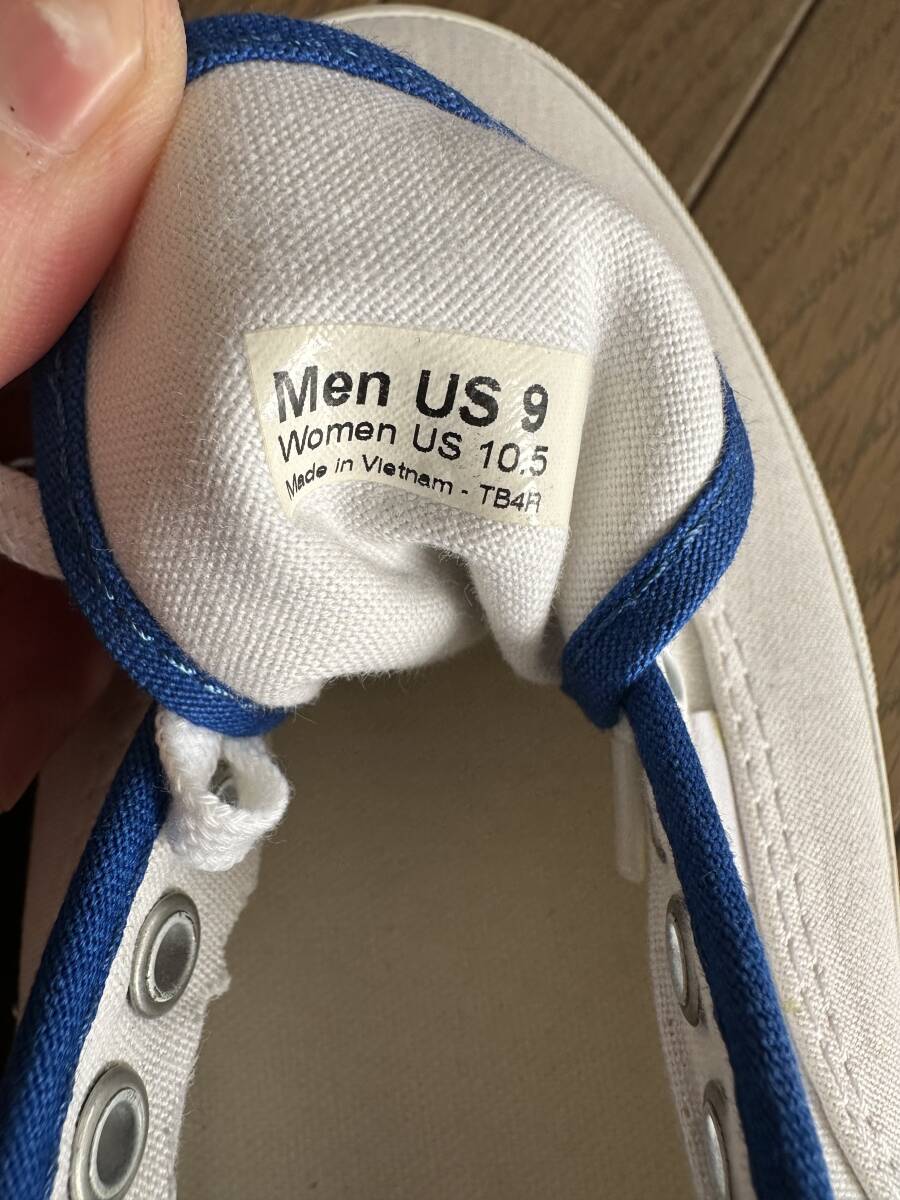 Men US 9
Women US 10.5
Made in Vietnam - TB4R